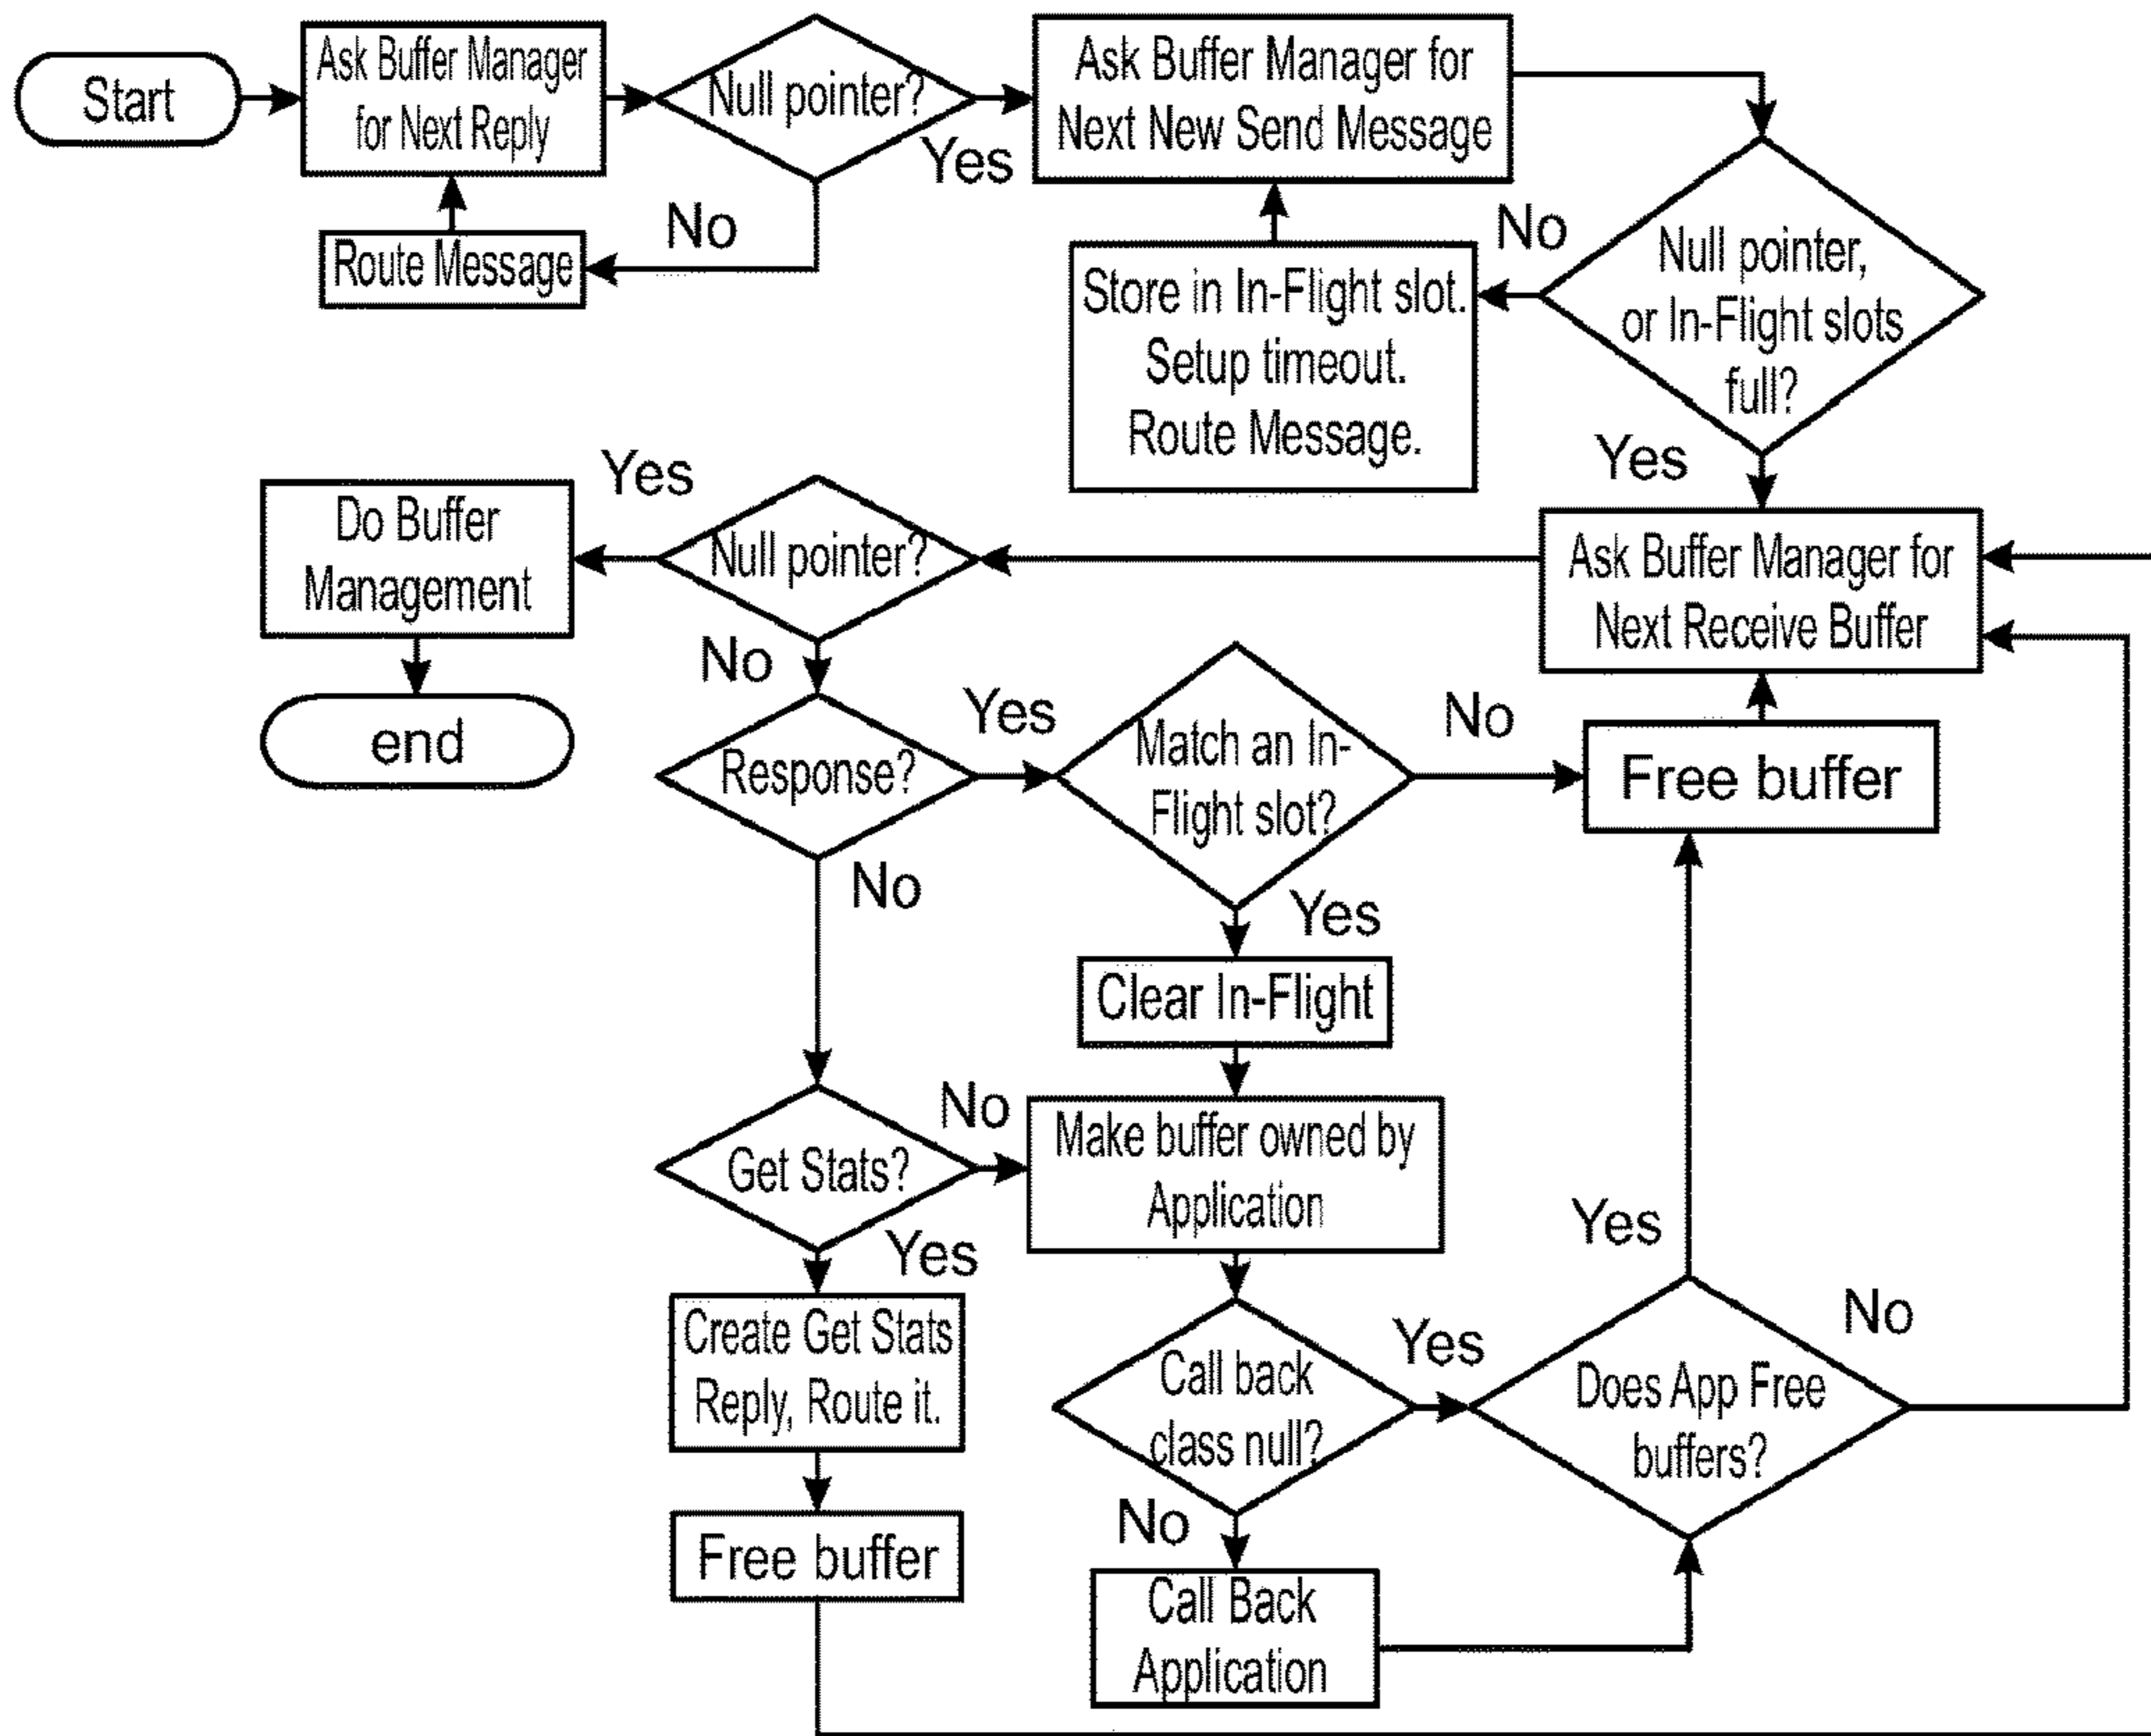 Start
Ask Buffer Manager
for Next Reply
Null pointer?
Yes
No
Route Message
Ask Buffer Manager for
Next New Send Message
Null pointer,
or In-Flight slots
full?
No
Yes
Store in In-Flight slot.
Setup timeout.
Route Message.
Ask Buffer Manager for
Next Receive Buffer
Null pointer?
Yes
No
Do Buffer
Management
end
Response?
Yes
No
Match an In-
Flight slot?
No
Yes
Free buffer
Clear In-Flight
Get Stats?
No
Yes
Make buffer owned by
Application
Create Get Stats
Reply, Route it.
Free buffer
Call back
class null?
Yes
No
Call Back
Application
Does App Free
buffers?
Yes
No